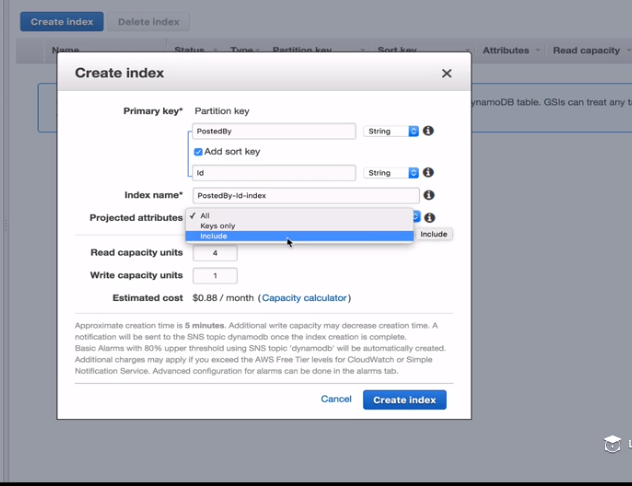 Create index
Delete index
Name Status Type Partition key Sort key Attributes Read capacity
Create index
Primary key* Partition key
PostedBy String
Add sort key
Id String
Index name* PostedBy-Id-index
Projected attributes
All
Keys only
Include
Include
Read capacity units 4
Write capacity units 1
Estimated cost $0.88 / month (Capacity calculator)
Approximate creation time is 5 minutes. Additional write capacity may decrease creation time. A
notification will be sent to the SNS topic dynamodb once the index creation is complete.
Basic Alarms with 80% upper threshold using SNS topic 'dynamodb' will be automatically created.
Additional charges may apply if you exceed the AWS Free Tier levels for CloudWatch or Simple
Notification Service. Advanced configuration for alarms can be done in the alarms tab.
Cancel
Create index
ynamoDB table. GSIs can treat any t
L